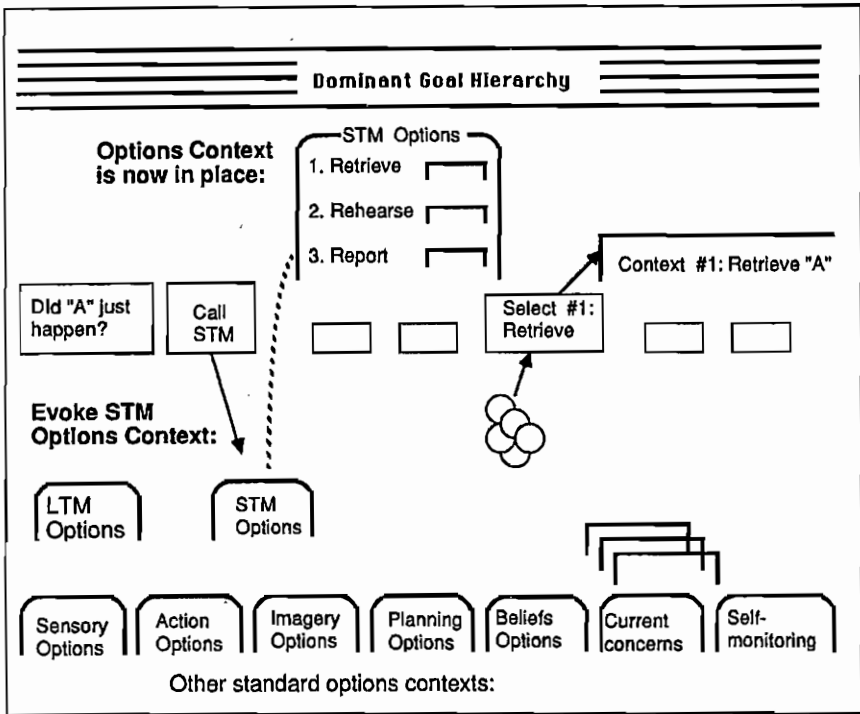 Dominant Goal Hierarchy
Options Context
is now in place:
STM Options
1. Retrieve
2. Rehearse
3. Report
Context #1: Retrieve "A"
Did "A" just
happen?
Call
STM
Select #1:
Retrieve
Evoke STM
Options Context:
LTM
Options
STM
Options
Sensory
Options
Action
Options
Imagery
Options
Planning
Options
Beliefs
Options
Current
concerns
Self-
monitoring
Other standard options contexts: